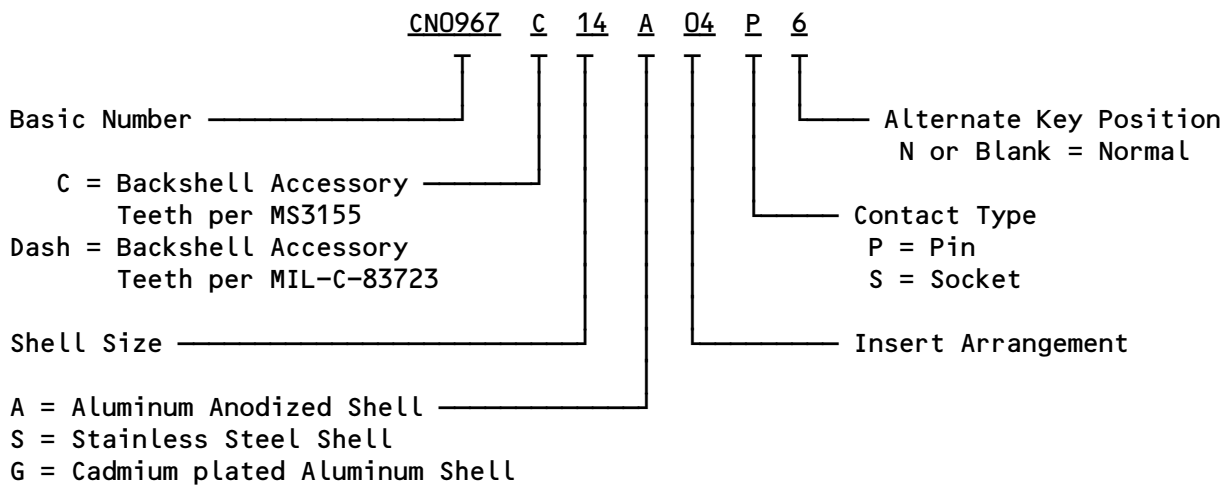 CN0967 C 14 A 04 P 6
Basic Number
Alternate Key Position
N or Blank = Normal
C = Backshell Accessory
Teeth per MS3155
Contact Type
Dash = Backshell Accessory
P = Pin
Teeth per MIL-C-83723
S = Socket
Shell Size
Insert Arrangement
A = Aluminum Anodized Shell
S = Stainless Steel Shell
G = Cadmium plated Aluminum Shell